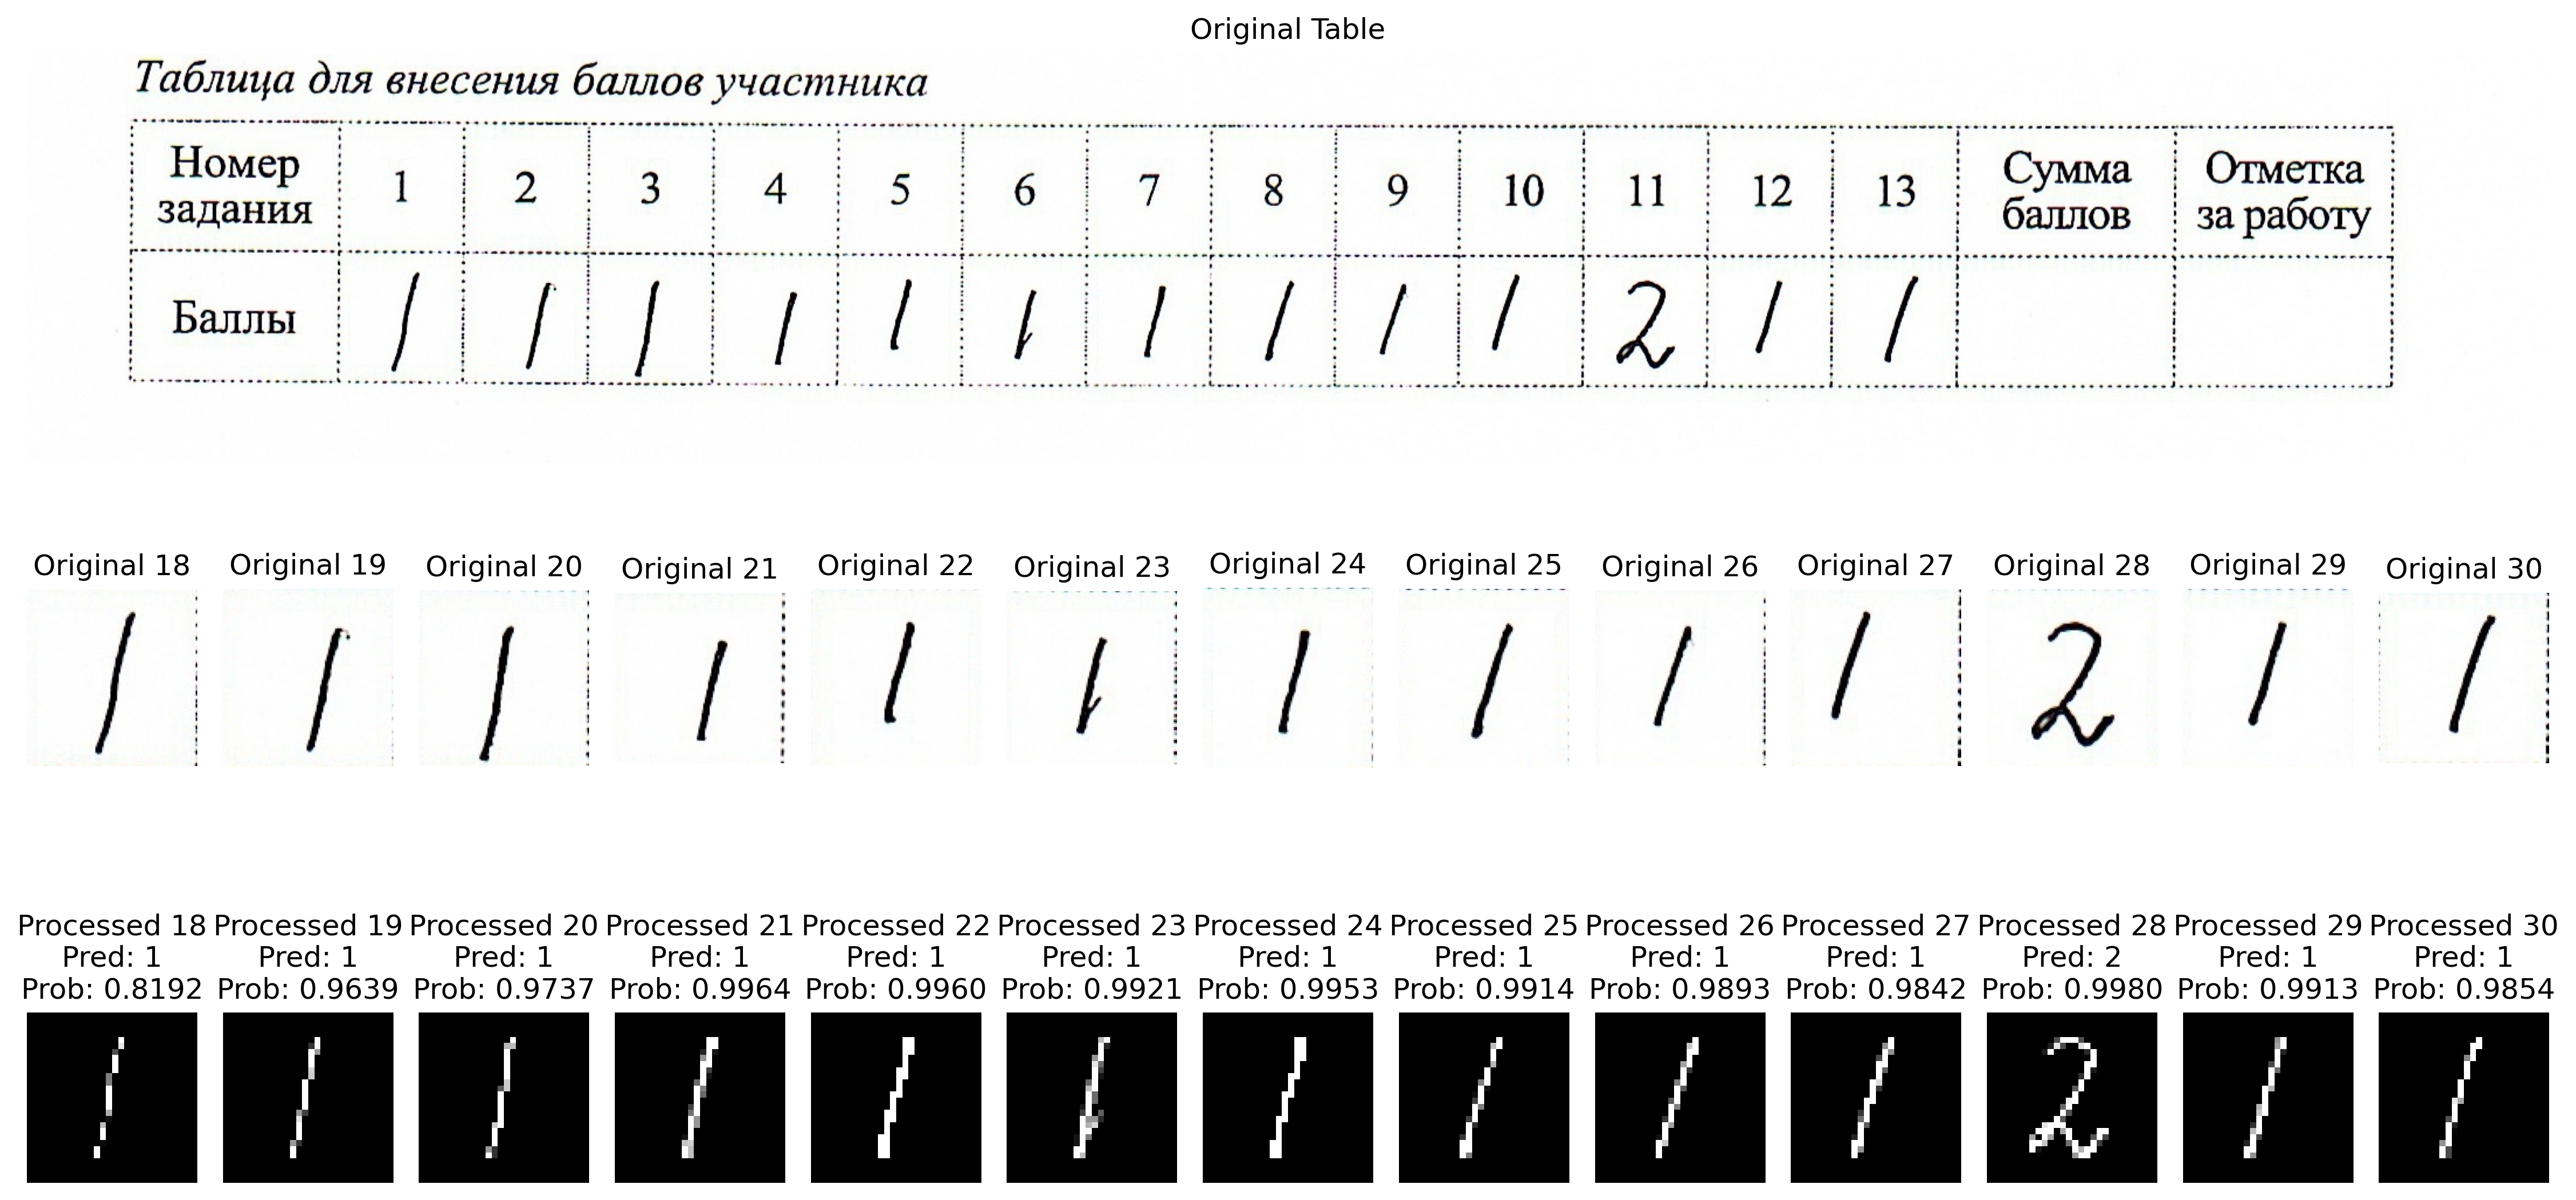 Original Table
Таблица для внесения баллов участника
Номер задания 1 2 3 4 5 6 7 8 9 10 11 12 13 Сумма баллов Отметка за работу
Баллы 1 1 1 1 1 1 1 1 1 1 2 1 1
Original 18 Original 19 Original 20 Original 21 Original 22 Original 23 Original 24 Original 25 Original 26 Original 27 Original 28 Original 29 Original 30
1 1 1 1 1 1 1 1 1 1 2 1 1
Processed 18 Processed 19 Processed 20 Processed 21 Processed 22 Processed 23 Processed 24 Processed 25 Processed 26 Processed 27 Processed 28 Processed 29 Processed 30
Pred: 1 Pred: 1 Pred: 1 Pred: 1 Pred: 1 Pred: 1 Pred: 1 Pred: 1 Pred: 1 Pred: 1 Pred: 2 Pred: 1 Pred: 1
Prob: 0.8192 Prob: 0.9639 Prob: 0.9737 Prob: 0.9964 Prob: 0.9960 Prob: 0.9921 Prob: 0.9953 Prob: 0.9914 Prob: 0.9893 Prob: 0.9842 Prob: 0.9980 Prob: 0.9913 Prob: 0.9854
1 1 1 1 1 1 1 1 1 1 2 1 1